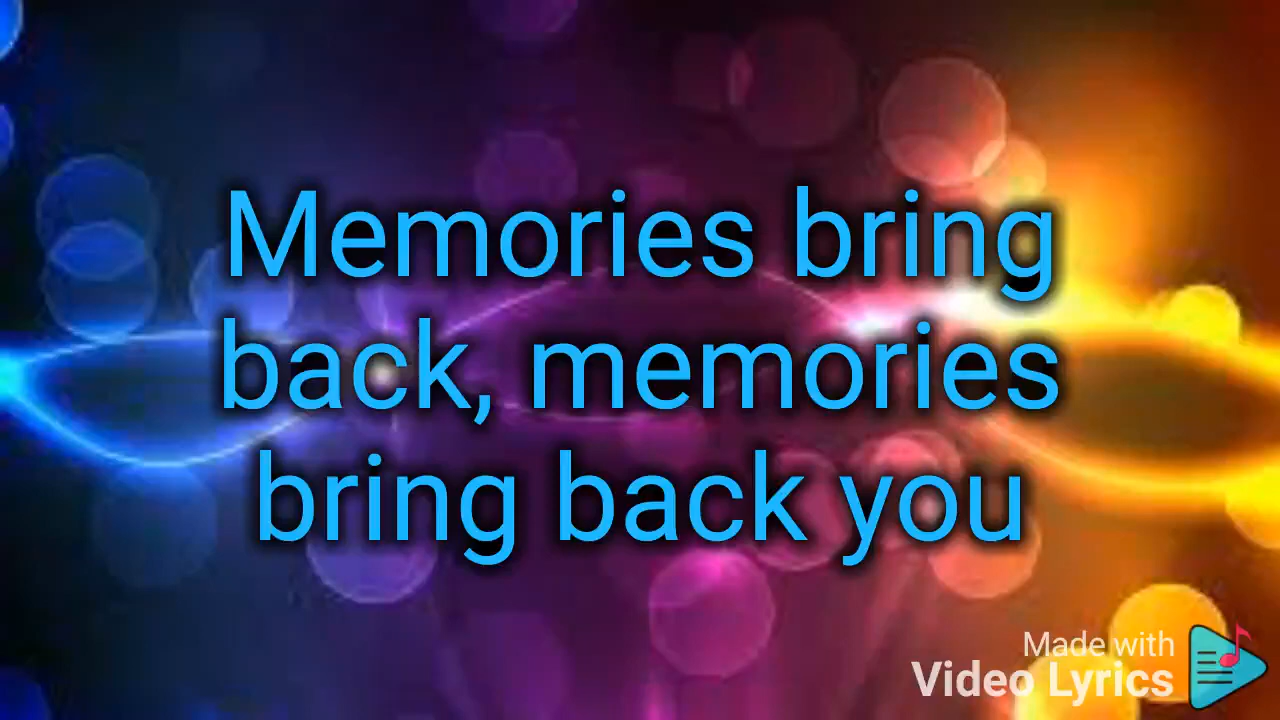 Memories bring
back, memories
bring back you
Made with
Video Lyrics